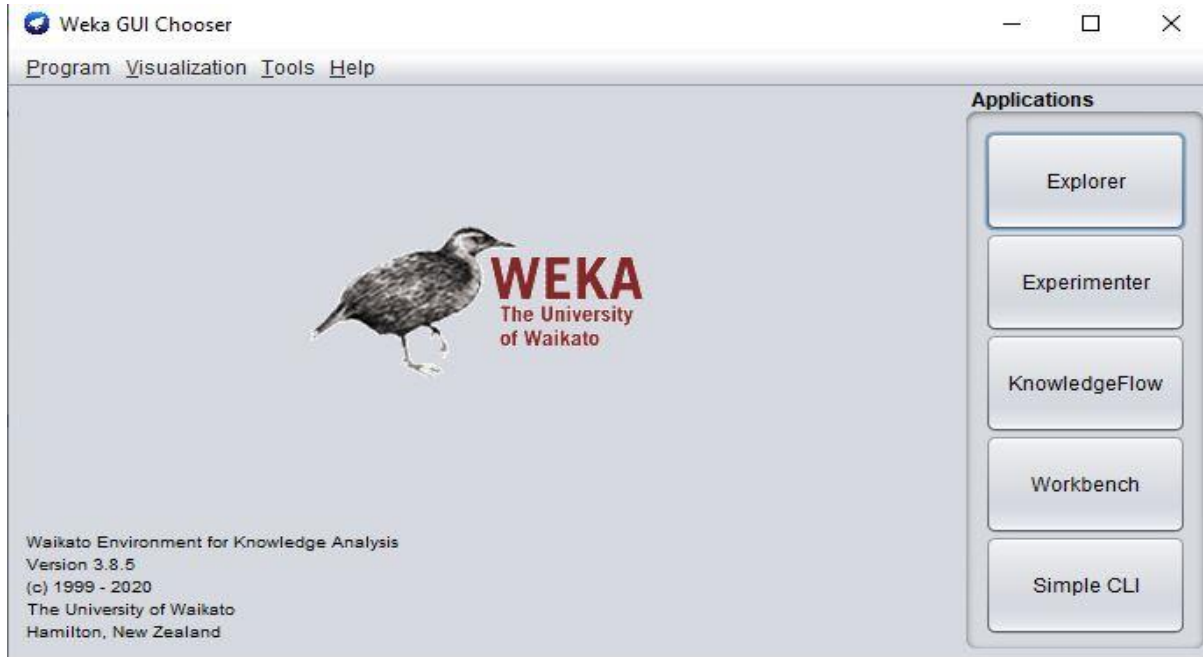 Weka GUI Chooser
Program Visualization Tools Help
Applications
Explorer
Experimenter
KnowledgeFlow
Workbench
Simple CLI
WEKA
The University
of Waikato
Waikato Environment for Knowledge Analysis
Version 3.8.5
(c) 1999 - 2020
The University of Waikato
Hamilton, New Zealand